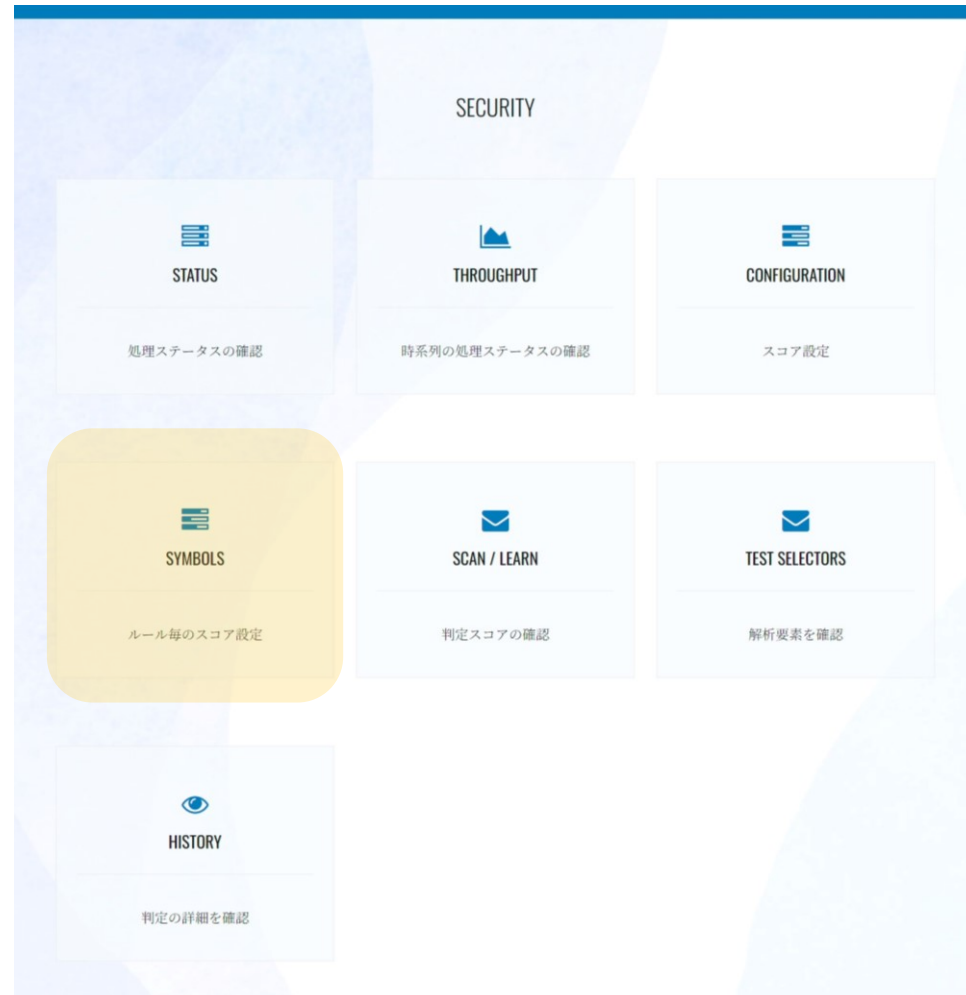 SECURITY
STATUS
処理ステータスの確認
THROUGHPUT
時系列の処理ステータスの確認
CONFIGURATION
スコア設定
SYMBOLS
ルール毎のスコア設定
SCAN / LEARN
判定スコアの確認
TEST SELECTORS
解析要素を確認
HISTORY
判定の詳細を確認